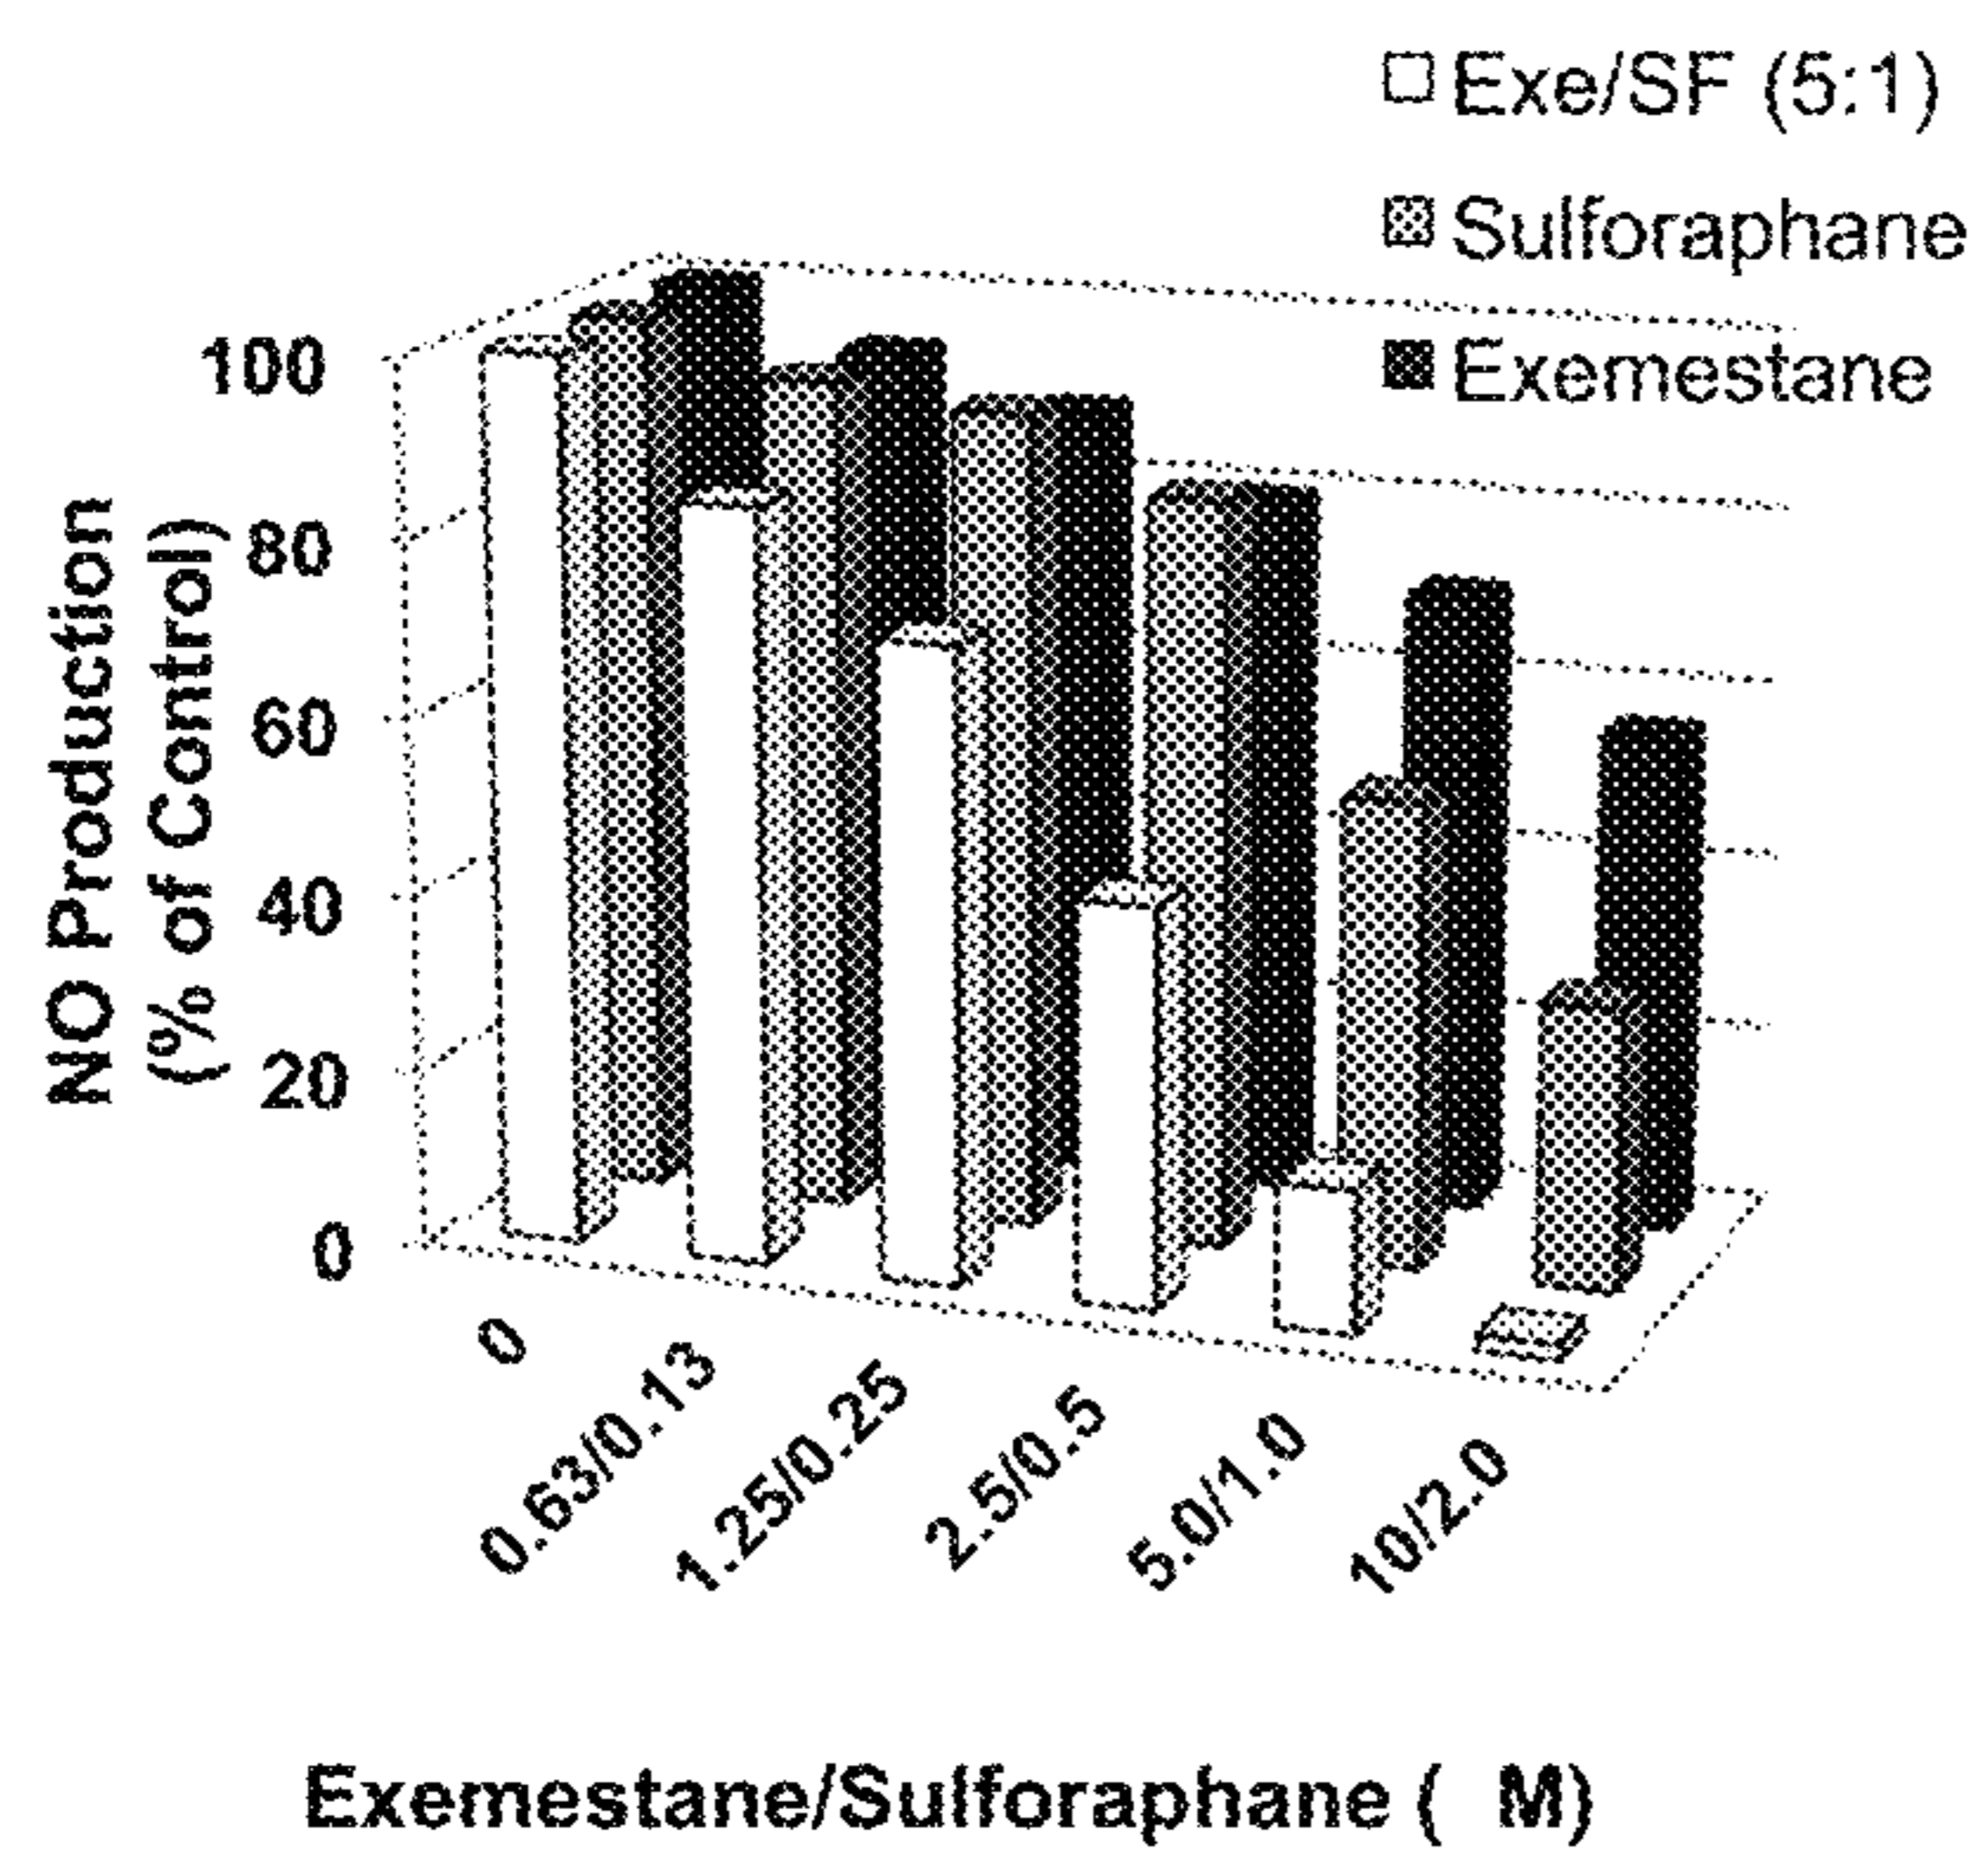 Exe/SF (5:1)
Sulforaphane
Exemestane
100
80
60
40
20
0
NO Production
(% of Control)
0
0.63/0.13
1.25/0.25
2.5/0.5
5.0/1.0
10/2.0
Exemestane/Sulforaphane ( M)